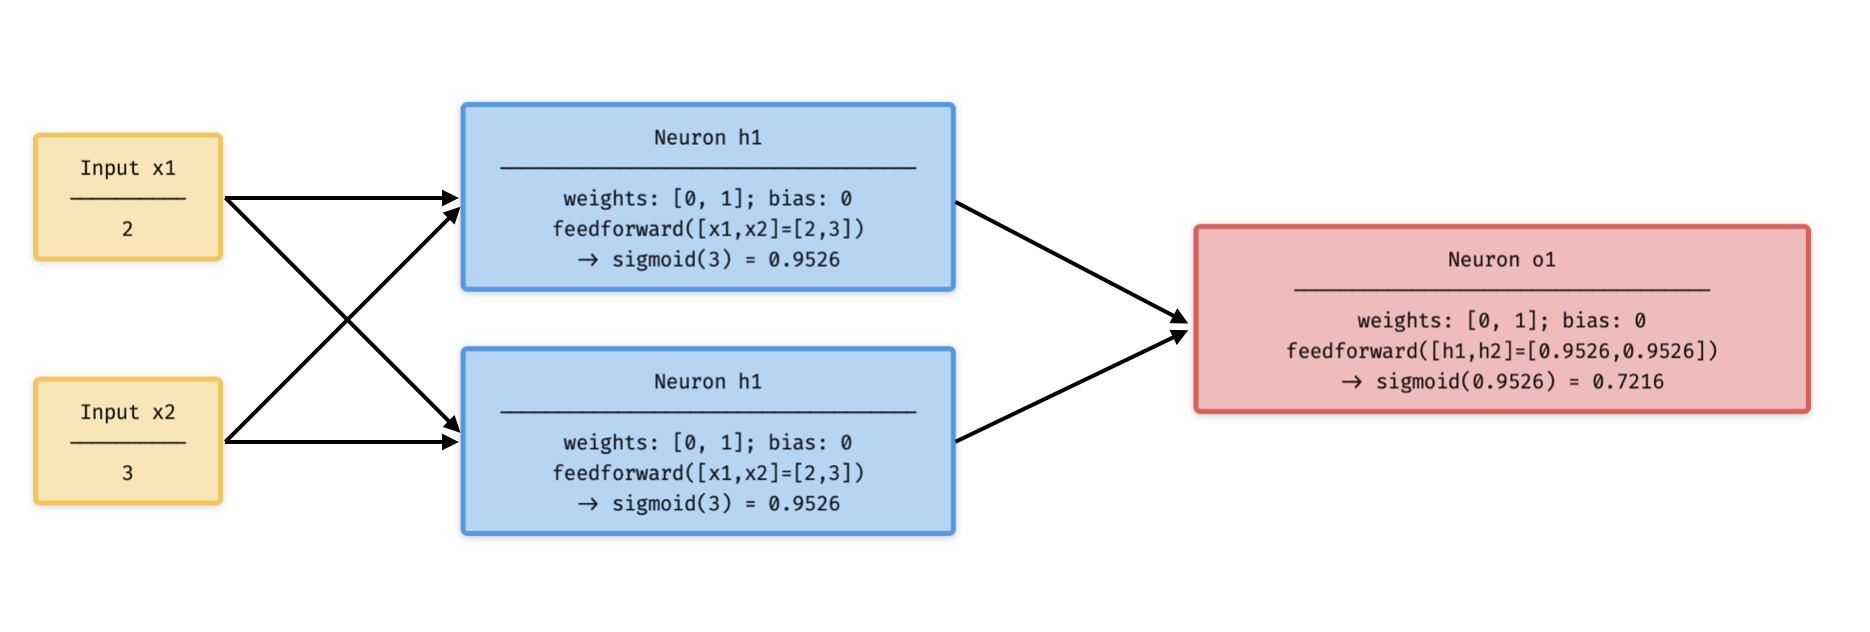 Input x1
2
Input x2
3
Neuron h1
weights: [0, 1]; bias: 0
feedforward([x1,x2]=[2,3])
→ sigmoid(3) = 0.9526
Neuron h1
weights: [0, 1]; bias: 0
feedforward([x1,x2]=[2,3])
→ sigmoid(3) = 0.9526
Neuron o1
weights: [0, 1]; bias: 0
feedforward([h1,h2]=[0.9526,0.9526])
→ sigmoid(0.9526) = 0.7216